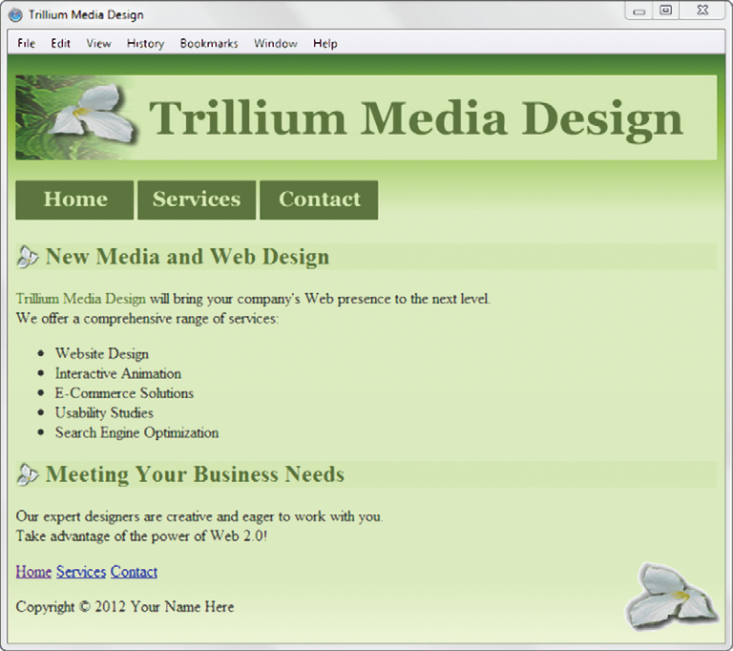 Trillium Media Design
File Edit View History Bookmarks Window Help
Trillium Media Design
Home Services Contact
New Media and Web Design
Trillium Media Design will bring your company's Web presence to the next level.
We offer a comprehensive range of services:
Website Design
Interactive Animation
E-Commerce Solutions
Usability Studies
Search Engine Optimization
Meeting Your Business Needs
Our expert designers are creative and eager to work with you.
Take advantage of the power of Web 2.0!
Home Services Contact
Copyright © 2012 Your Name Here